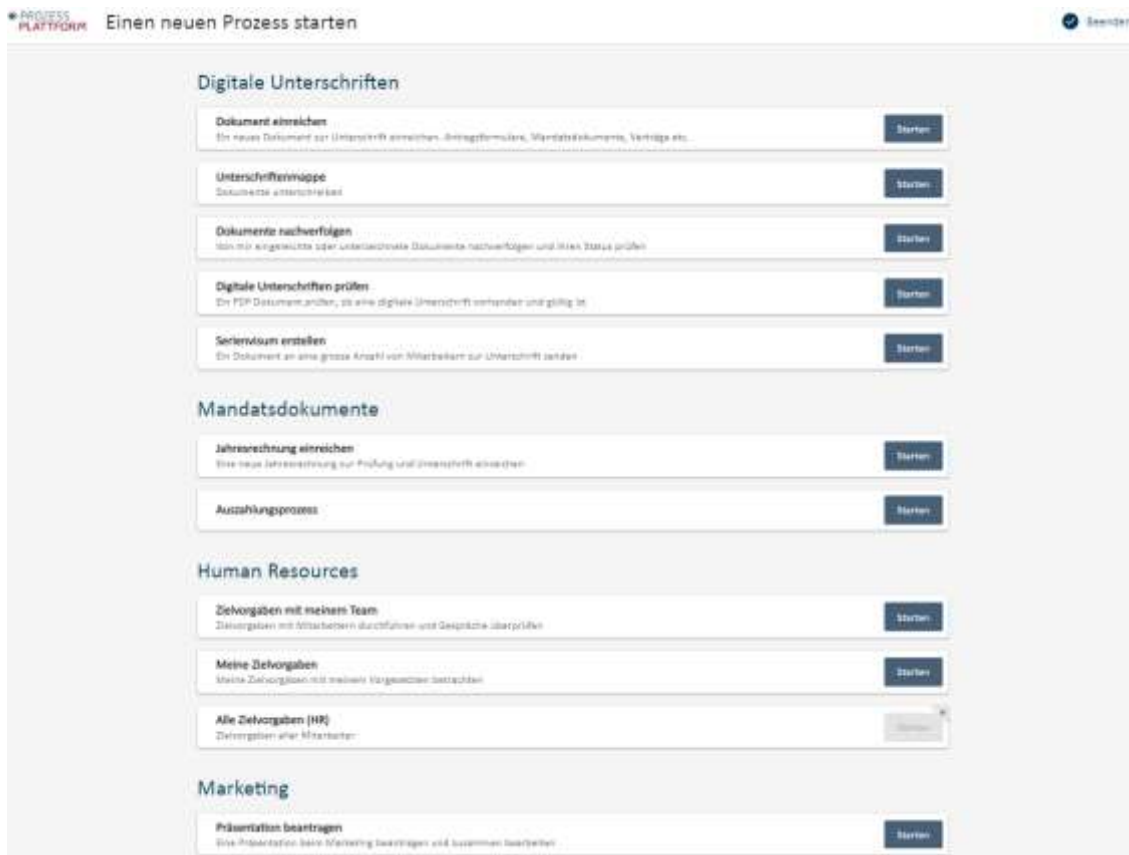 PROZESS
PLATTFORM
Einen neuen Prozess starten
Beenden
Digitale Unterschriften
Dokument einreichen
Starten
Ein neues Dokument zur Unterschrift einreichen. Antragsformulare, Mandatsdokumente, Verträge etc.
Unterschriftenmappe
Starten
Dokumente unterschreiben
Dokumente nachverfolgen
Starten
Von mir eingereichte oder unterzeichnete Dokumente nachverfolgen und ihren Status prüfen
Digitale Unterschriften prüfen
Starten
Ein PDF Dokument prüfen, ob eine digitale Unterschrift vorhanden und gültig ist
Serienvisum erstellen
Starten
Ein Dokument an eine grosse Anzahl von Mitarbeitern zur Unterschrift senden
Mandatsdokumente
Jahresrechnung einreichen
Starten
Eine neue Jahresrechnung zur Prüfung und Unterschrift einreichen
Auszahlungsprozess
Starten
Human Resources
Zielvorgaben mit meinem Team
Starten
Zielvorgaben mit Mitarbeitern durchführen und Gespräche überprüfen
Meine Zielvorgaben
Starten
Meine Zielvorgaben mit meinem Vorgesetzten betrachten
Alle Zielvorgaben (HR)
Starten
Zielvorgaben aller Mitarbeiter
Marketing
Präsentation beantragen
Starten
Eine Präsentation beim Marketing beantragen und zusammen bearbeiten